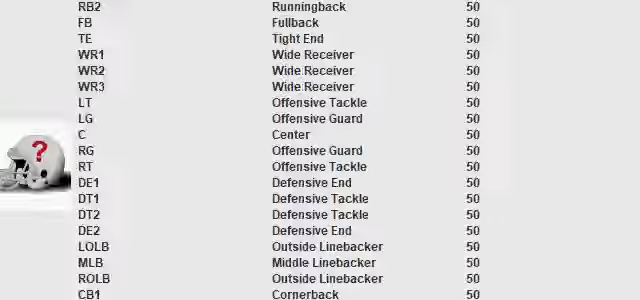 RB2 Runningback 50
FB Fullback 50
TE Tight End 50
WR1 Wide Receiver 50
WR2 Wide Receiver 50
WR3 Wide Receiver 50
LT Offensive Tackle 50
LG Offensive Guard 50
C Center 50
?
RG Offensive Guard 50
RT Offensive Tackle 50
DE1 Defensive End 50
DT1 Defensive Tackle 50
DT2 Defensive Tackle 50
DE2 Defensive End 50
LOLB Outside Linebacker 50
MLB Middle Linebacker 50
ROLB Outside Linebacker 50
CB1 Cornerback 50